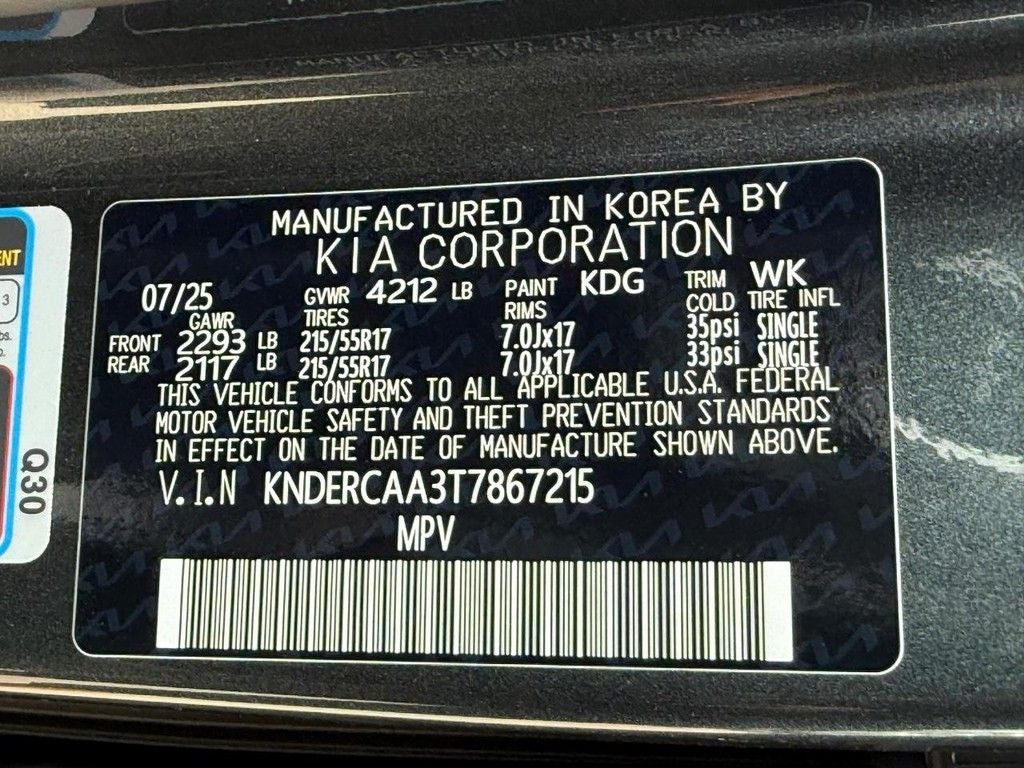 MANUFACTURED IN KOREA BY
KIA CORPORATION
07/25 GVWR 4212 LB PAINT KDG TRIM WK
GAWR TIRES RIMS COLD TIRE INFL
FRONT 2293 LB 215/55R17 7.0Jx17 35psi SINGLE
REAR 2117 LB 215/55R17 7.0Jx17 33psi SINGLE
THIS VEHICLE CONFORMS TO ALL APPLICABLE U.S.A. FEDERAL
MOTOR VEHICLE SAFETY AND THEFT PREVENTION STANDARDS
IN EFFECT ON THE DATE OF MANUFACTURE SHOWN ABOVE.
V.I.N KNDERCAA3T7867215
MPV
3
Q30